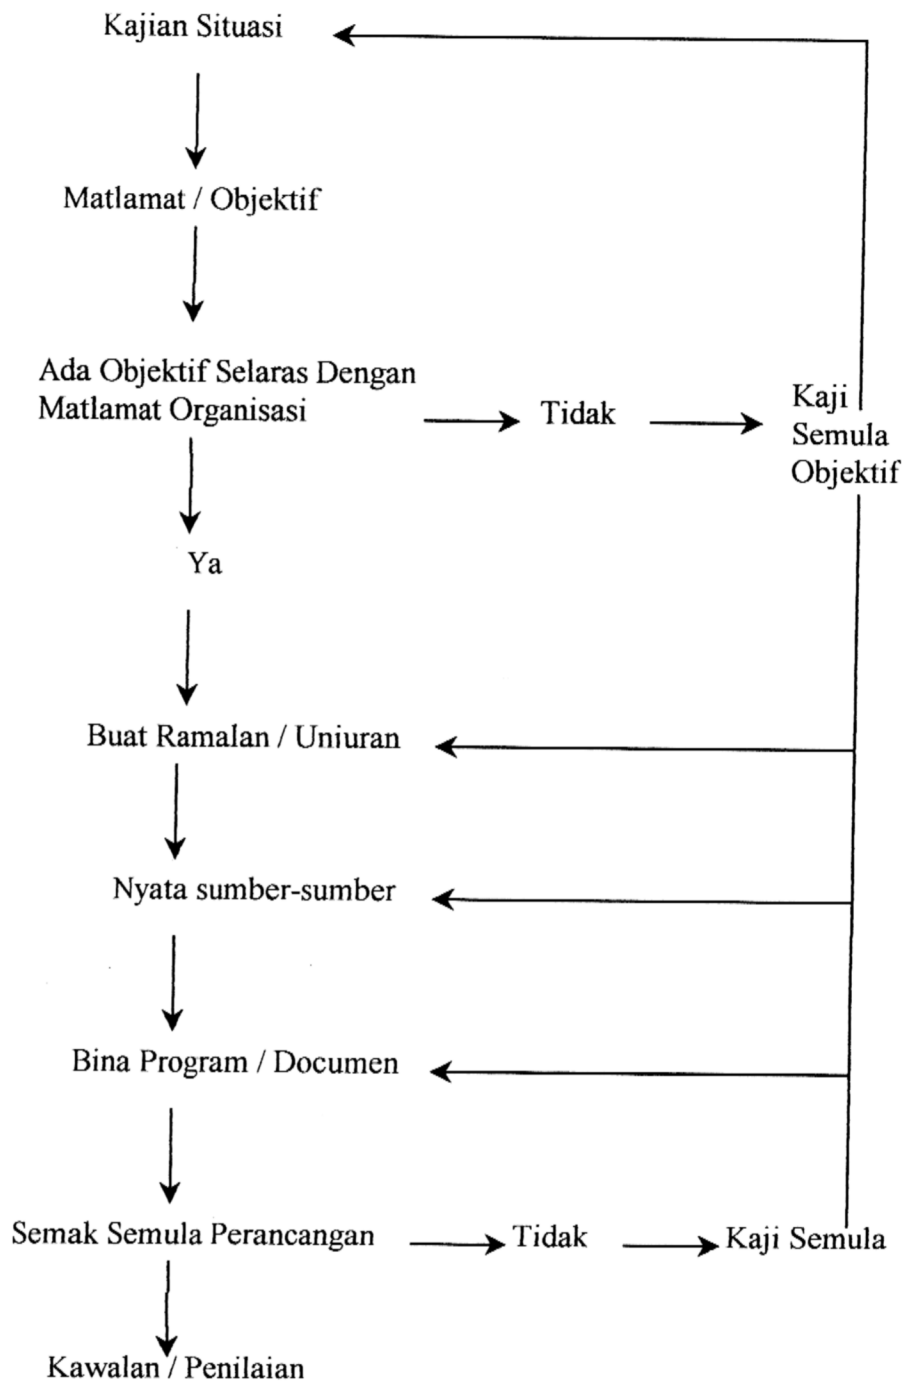 Kajian Situasi
Matlamat / Objektif
Ada Objektif Selaras Dengan
Matlamat Organisasi
Tidak
Kaji
Semula
Objektif
Ya
Buat Ramalan / Uniuran
Nyata sumber-sumber
Bina Program / Documen
Semak Semula Perancangan
Tidak
Kaji Semula
Kawalan / Penilaian